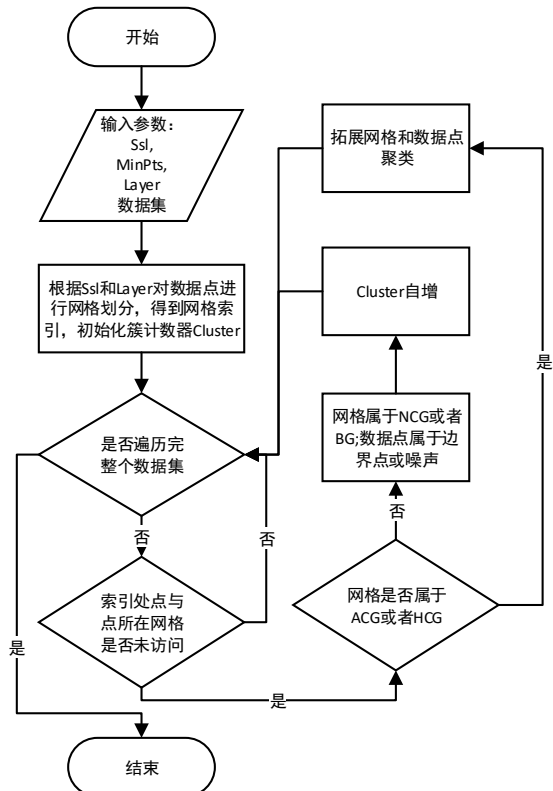 开始
输入参数：
Ssl,
MinPts,
Layer
数据集
根据Ssl和Layer对数据点进
行网格划分，得到网格索
引，初始化簇计数器Cluster
是否遍历完
整个数据集
否
索引处点与
点所在网格
是否未访问
否
是
是
结束
拓展网格和数据点
聚类
Cluster自增
网格属于NCG或者
BG;数据点属于边
界点或噪声
否
网格是否属于
ACG或者HCG
是